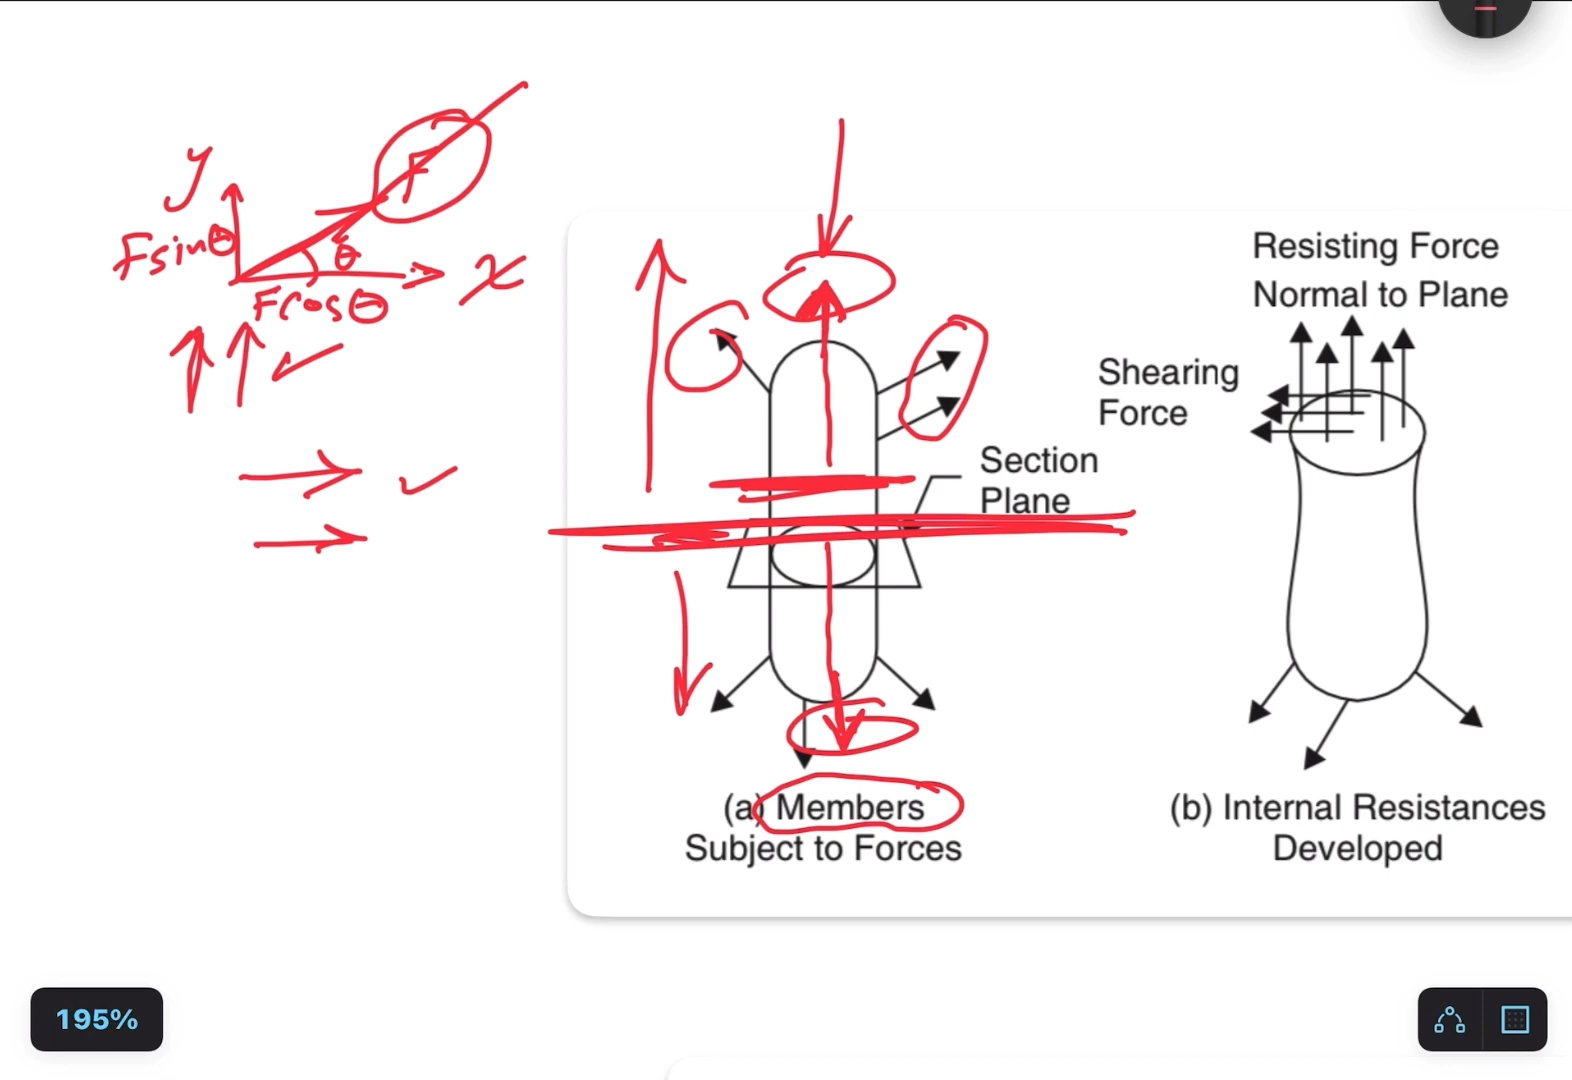 y
F
Fsinθ
θ
x
Fcosθ
Resisting Force
Normal to Plane
Shearing
Force
Section
Plane
(a) Members
Subject to Forces
(b) Internal Resistances
Developed
195%